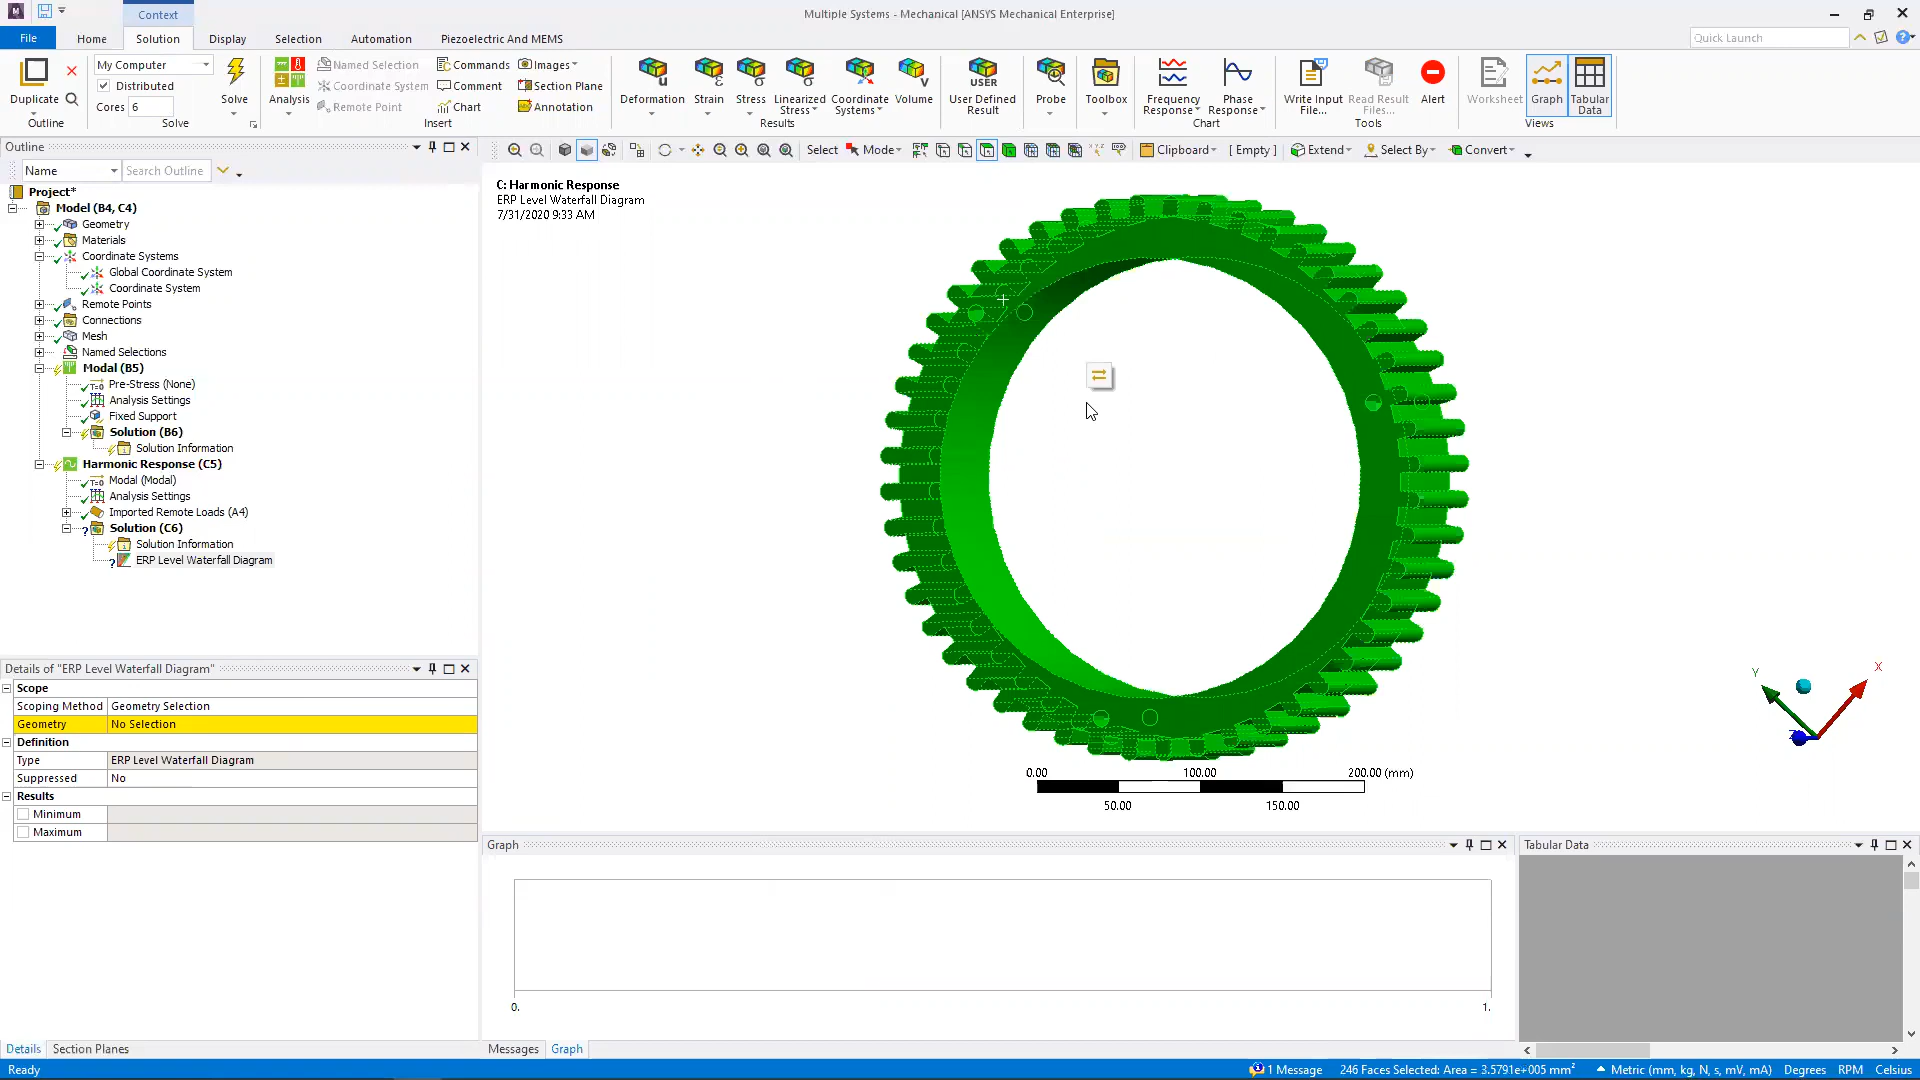 Context
Multiple Systems - Mechanical [ANSYS Mechanical Enterprise]
File
Home
Solution
Display
Selection
Automation
Piezoelectric And MEMS
Quick Launch
Duplicate
Outline
My Computer
Distributed
Cores 6
Solve
Solve
Analysis
Named Selection
Coordinate System
Remote Point
Commands
Comment
Chart
Images
Section Plane
Annotation
Insert
Deformation
Strain
Stress
Linearized Stress
Coordinate Systems
Volume
Results
USER
User Defined Result
Probe
Toolbox
Frequency Response
Phase Response
Chart
Write Input File...
Read Result Files...
Alert
Tools
Worksheet
Graph
Tabular Data
Views
Outline
Name
Search Outline
Select
Mode
Clipboard
[ Empty ]
Extend
Select By
Convert
Project*
Model (B4, C4)
Geometry
Materials
Coordinate Systems
Global Coordinate System
Coordinate System
Remote Points
Connections
Mesh
Named Selections
Modal (B5)
Pre-Stress (None)
Analysis Settings
Fixed Support
Solution (B6)
Solution Information
Harmonic Response (C5)
Modal (Modal)
Analysis Settings
Imported Remote Loads (A4)
Solution (C6)
Solution Information
ERP Level Waterfall Diagram
C: Harmonic Response
ERP Level Waterfall Diagram
7/31/2020 9:33 AM
Y
X
Z
0.00
100.00
200.00 (mm)
50.00
150.00
Details of "ERP Level Waterfall Diagram"
Scope
Scoping Method
Geometry Selection
Geometry
No Selection
Definition
Type
ERP Level Waterfall Diagram
Suppressed
No
Results
Minimum
Maximum
Graph
0.
1.
Tabular Data
Details
Section Planes
Messages
Graph
Ready
1 Message
246 Faces Selected: Area = 3.5791e+005 mm²
Metric (mm, kg, N, s, mV, mA)
Degrees
RPM
Celsius